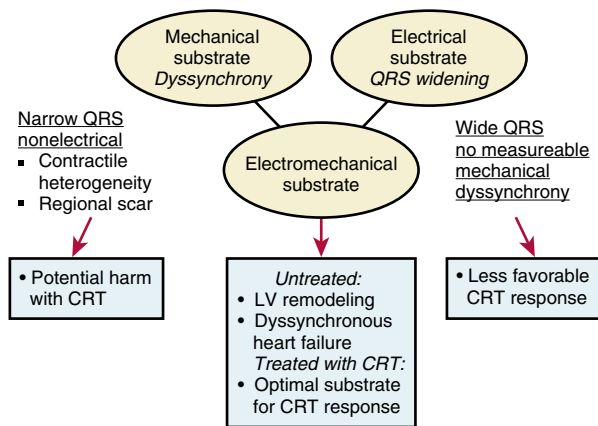 Mechanical
substrate
Dyssynchrony
Electrical
substrate
QRS widening
Electromechanical
substrate
Narrow QRS
nonelectrical
▪ Contractile
heterogeneity
▪ Regional scar
Wide QRS
no measureable
mechanical
dyssynchrony
• Potential harm
with CRT
Untreated:
• LV remodeling
• Dyssynchronous
heart failure
Treated with CRT:
• Optimal substrate
for CRT response
• Less favorable
CRT response